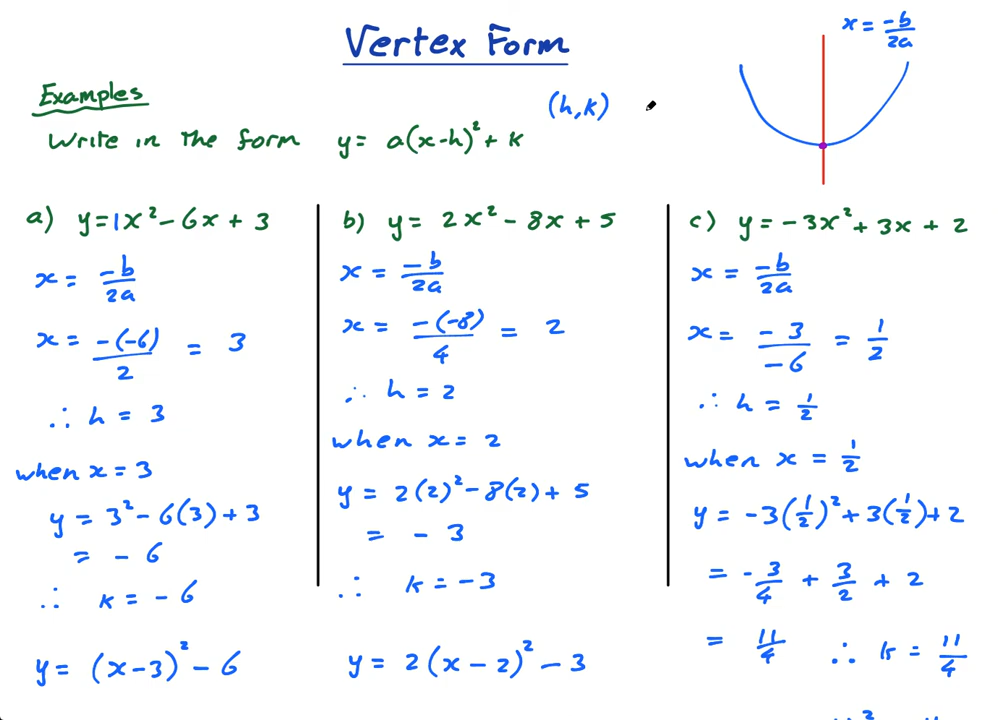 Vertex Form
x = -b/2a
Examples
(h,k)
Write in the form y = a(x-h)² + k
a) y = 1x² - 6x + 3
x = -b/2a
x = -(-6)/2 = 3
∴ h = 3
when x = 3
y = 3² - 6(3) + 3
= - 6
∴ k = - 6
y = (x-3)² - 6
b) y = 2x² - 8x + 5
x = -b/2a
x = -(-8)/4 = 2
∴ h = 2
when x = 2
y = 2(2)² - 8(2) + 5
= - 3
∴ k = - 3
y = 2(x - 2)² - 3
c) y = -3x² + 3x + 2
x = -b/2a
x = -3/-6 = 1/2
∴ h = 1/2
when x = 1/2
y = -3(1/2)² + 3(1/2) + 2
= -3/4 + 3/2 + 2
= 11/4 ∴ k = 11/4